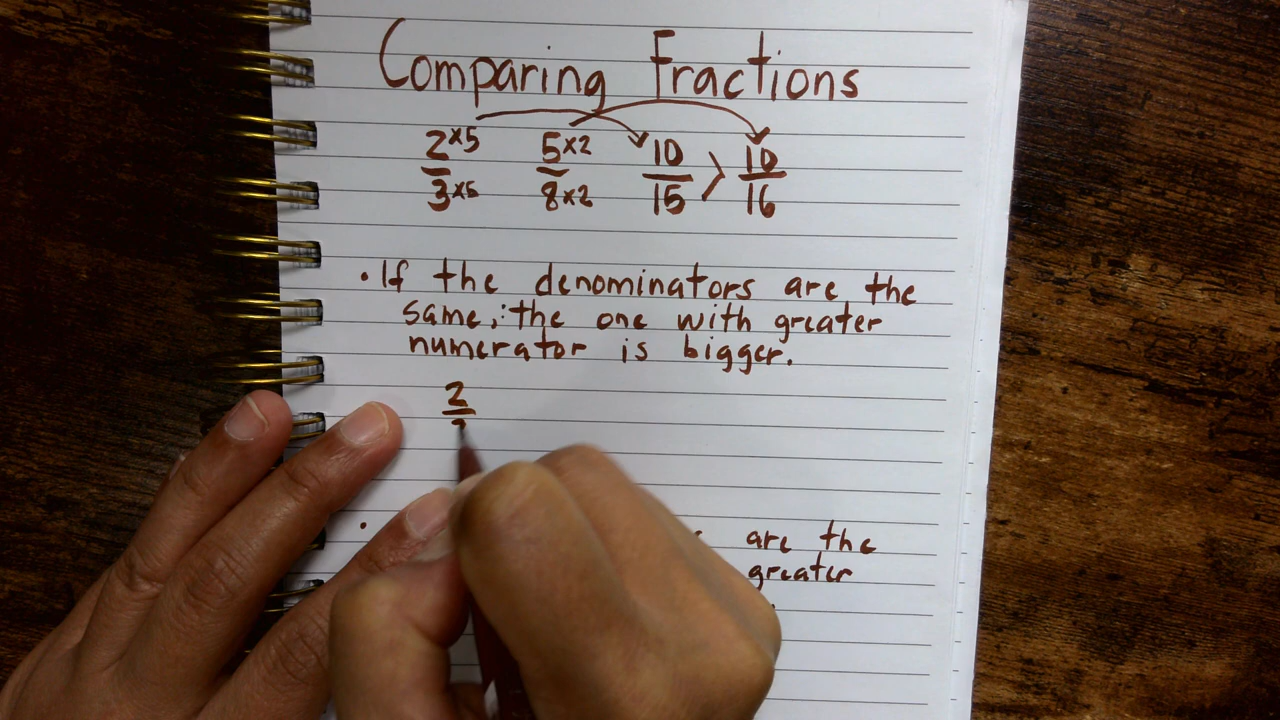 Comparing Fractions
2×5 5×2 10 > 10
3×5 8×2 15 16
• If the denominators are the
same, the one with greater
numerator is bigger.
2
• are the
greater